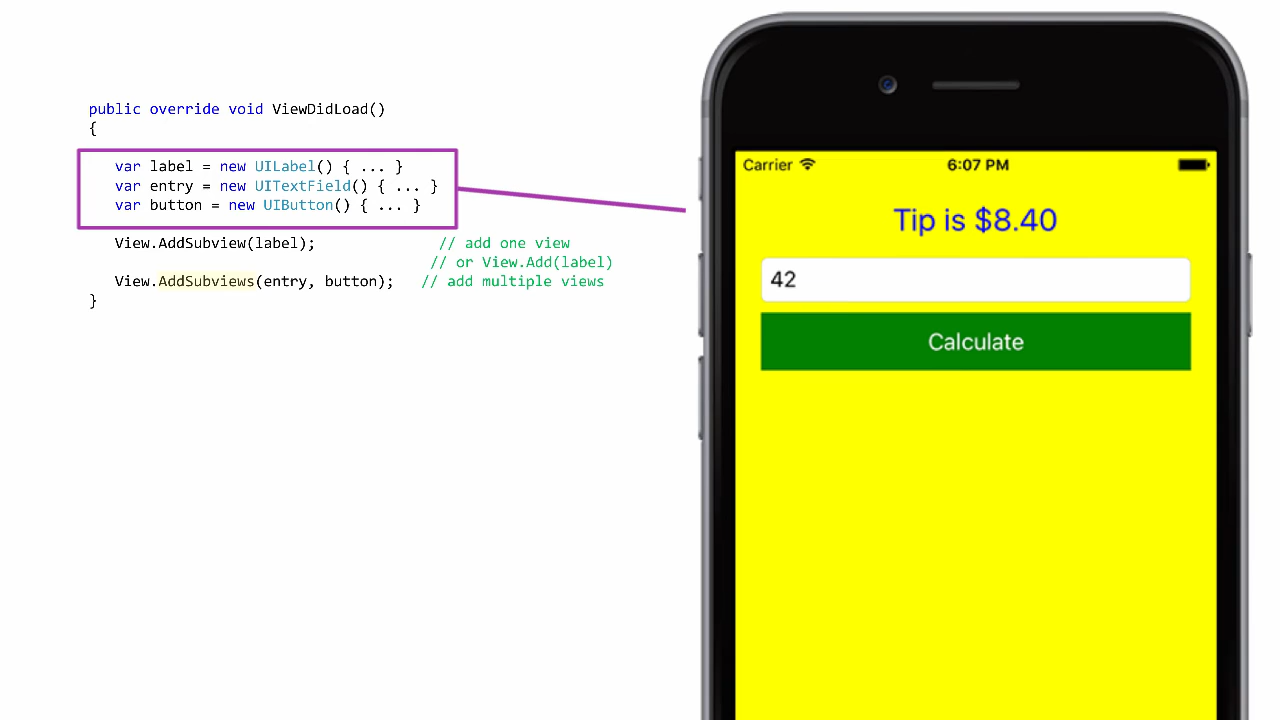 public override void ViewDidLoad()
{
var label = new UILabel() { ... }
var entry = new UITextField() { ... }
var button = new UIButton() { ... }
View.AddSubview(label); // add one view
// or View.Add(label)
View.AddSubviews(entry, button); // add multiple views
}
Carrier 6:07 PM
Tip is $8.40
42
Calculate